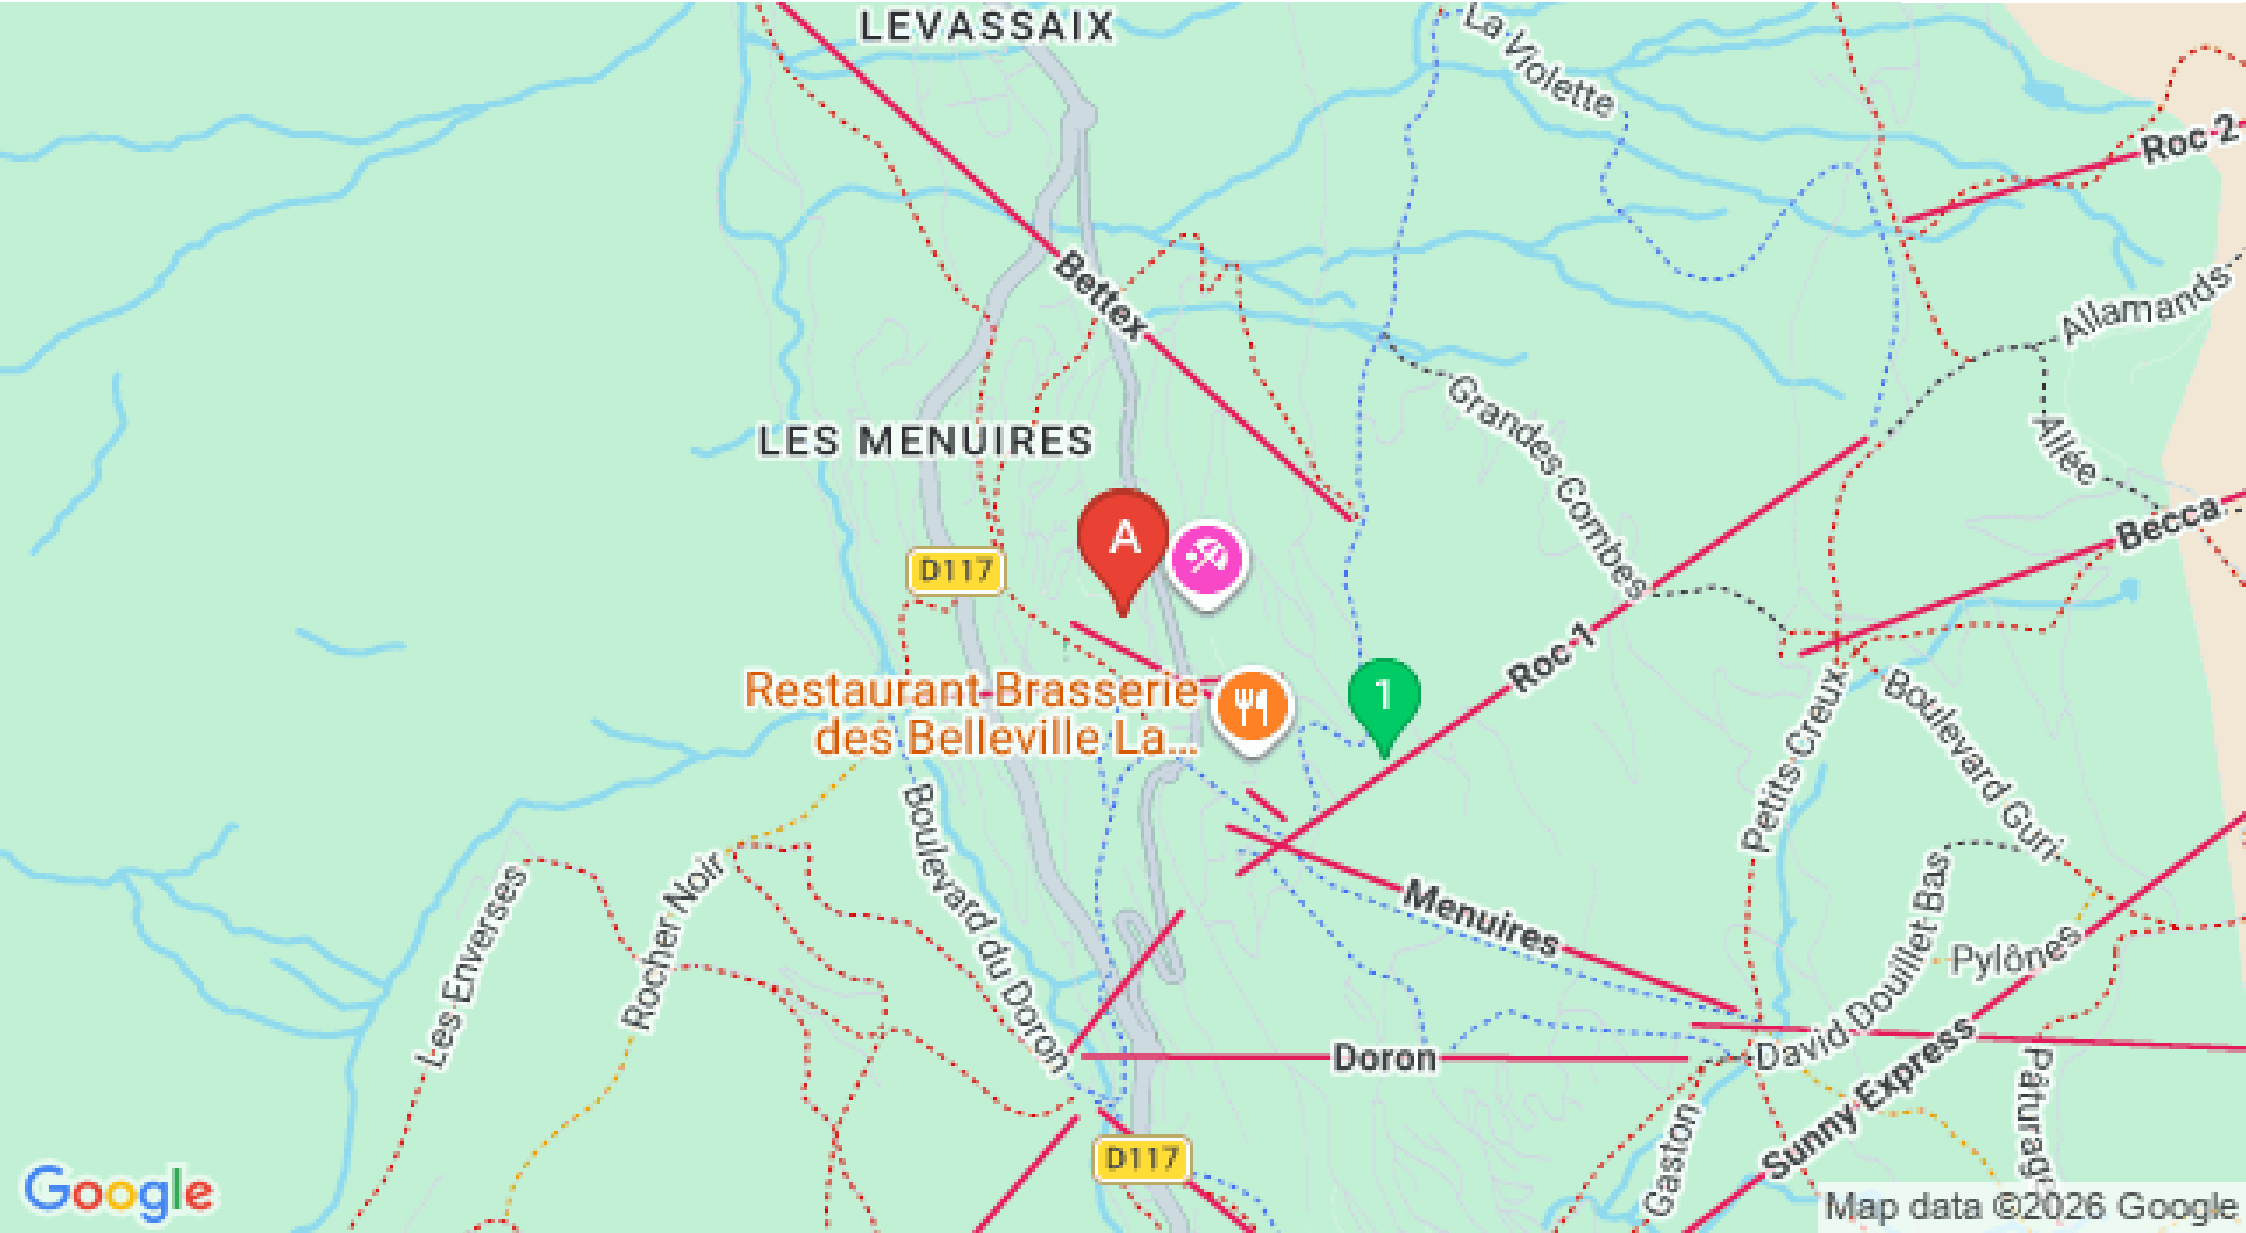 LEVASSAIX
La Violette
Roc 2
Bettex
Allamands
Grandes Combes
Allée
LES MENUIRES
Becca
A
D117
Roc 1
1
Restaurant Brasserie
des Belleville La...
Petits Creux
Boulevard Guri
Boulevard du Doron
Les Enverses
Rocher Noir
Menuires
David Douillet Bas
Pylônes
Doron
Sunny Express
Gaston
Pâturag
D117
Google
Map data ©2026 Google